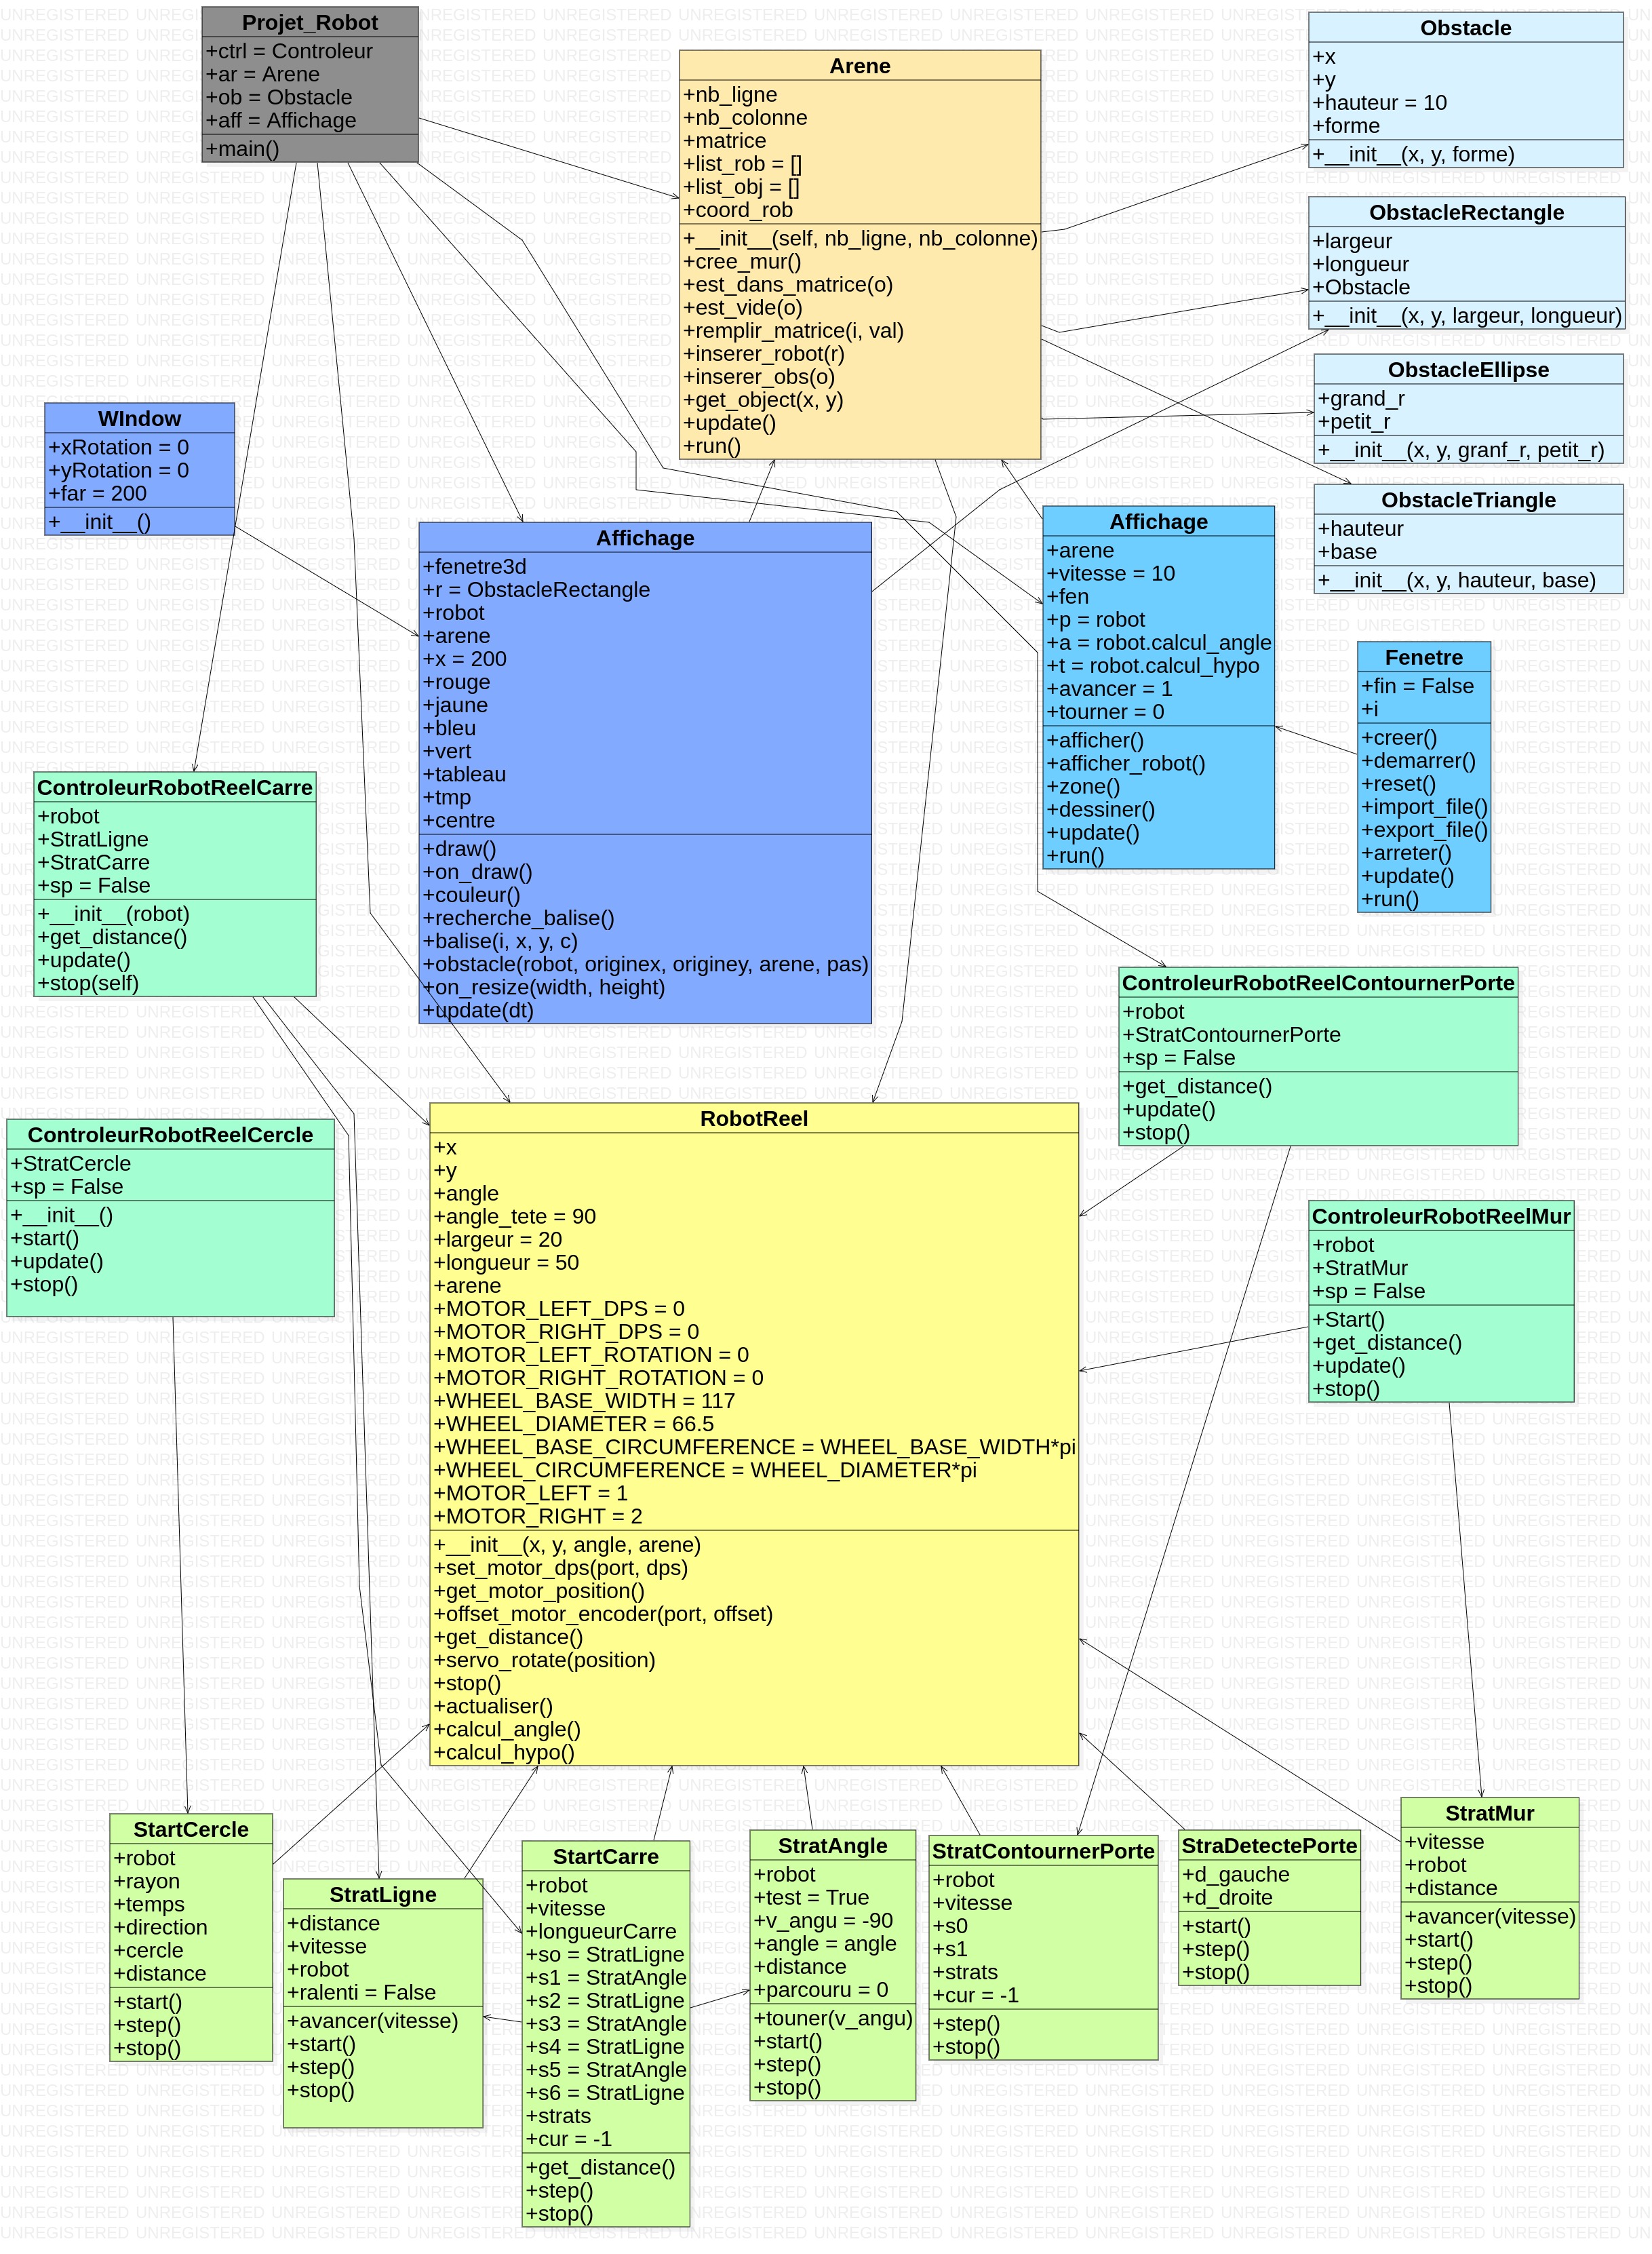 Projet_Robot
+ctrl = Controleur
+ar = Arene
+ob = Obstacle
+aff = Affichage
+main()
Arene
+nb_ligne
+nb_colonne
+matrice
+list_rob = []
+list_obj = []
+coord_rob
+__init__(self, nb_ligne, nb_colonne)
+cree_mur()
+est_dans_matrice(o)
+est_vide(o)
+remplir_matrice(i, val)
+inserer_robot(r)
+inserer_obs(o)
+get_object(x, y)
+update()
+run()
Obstacle
+x
+y
+hauteur = 10
+forme
+__init__(x, y, forme)
ObstacleRectangle
+largeur
+longueur
+Obstacle
+__init__(x, y, largeur, longueur)
ObstacleEllipse
+grand_r
+petit_r
+__init__(x, y, granf_r, petit_r)
ObstacleTriangle
+hauteur
+base
+__init__(x, y, hauteur, base)
WIndow
+xRotation = 0
+yRotation = 0
+far = 200
+__init__()
Affichage
+fenetre3d
+r = ObstacleRectangle
+robot
+arene
+x = 200
+rouge
+jaune
+bleu
+vert
+tableau
+tmp
+centre
+draw()
+on_draw()
+couleur()
+recherche_balise()
+balise(i, x, y, c)
+obstacle(robot, originex, originey, arene, pas)
+on_resize(width, height)
+update(dt)
Affichage
+arene
+vitesse = 10
+fen
+p = robot
+a = robot.calcul_angle
+t = robot.calcul_hypo
+avancer = 1
+tourner = 0
+afficher()
+afficher_robot()
+zone()
+dessiner()
+update()
+run()
Fenetre
+fin = False
+i
+creer()
+demarrer()
+reset()
+import_file()
+export_file()
+arreter()
+update()
+run()
ControleurRobotReelCarre
+robot
+StratLigne
+StratCarre
+sp = False
+__init__(robot)
+get_distance()
+update()
+stop(self)
ControleurRobotReelContournerPorte
+robot
+StratContournerPorte
+sp = False
+get_distance()
+update()
+stop()
ControleurRobotReelCercle
+StratCercle
+sp = False
+__init__()
+start()
+update()
+stop()
RobotReel
+x
+y
+angle
+angle_tete = 90
+largeur = 20
+longueur = 50
+arene
+MOTOR_LEFT_DPS = 0
+MOTOR_RIGHT_DPS = 0
+MOTOR_LEFT_ROTATION = 0
+MOTOR_RIGHT_ROTATION = 0
+WHEEL_BASE_WIDTH = 117
+WHEEL_DIAMETER = 66.5
+WHEEL_BASE_CIRCUMFERENCE = WHEEL_BASE_WIDTH*pi
+WHEEL_CIRCUMFERENCE = WHEEL_DIAMETER*pi
+MOTOR_LEFT = 1
+MOTOR_RIGHT = 2
+__init__(x, y, angle, arene)
+set_motor_dps(port, dps)
+get_motor_position()
+offset_motor_encoder(port, offset)
+get_distance()
+servo_rotate(position)
+stop()
+actualiser()
+calcul_angle()
+calcul_hypo()
ControleurRobotReelMur
+robot
+StratMur
+sp = False
+Start()
+get_distance()
+update()
+stop()
StartCercle
+robot
+rayon
+temps
+direction
+cercle
+distance
+start()
+step()
+stop()
StratLigne
+distance
+vitesse
+robot
+ralenti = False
+avancer(vitesse)
+start()
+step()
+stop()
StartCarre
+robot
+vitesse
+longueurCarre
+so = StratLigne
+s1 = StratAngle
+s2 = StratLigne
+s3 = StratAngle
+s4 = StratLigne
+s5 = StratAngle
+s6 = StratLigne
+strats
+cur = -1
+get_distance()
+step()
+stop()
StratAngle
+robot
+test = True
+v_angu = -90
+angle = angle
+distance
+parcouru = 0
+touner(v_angu)
+start()
+step()
+stop()
StratContournerPorte
+robot
+vitesse
+s0
+s1
+strats
+cur = -1
+step()
+stop()
StraDetectePorte
+d_gauche
+d_droite
+start()
+step()
+stop()
StratMur
+vitesse
+robot
+distance
+avancer(vitesse)
+start()
+step()
+stop()